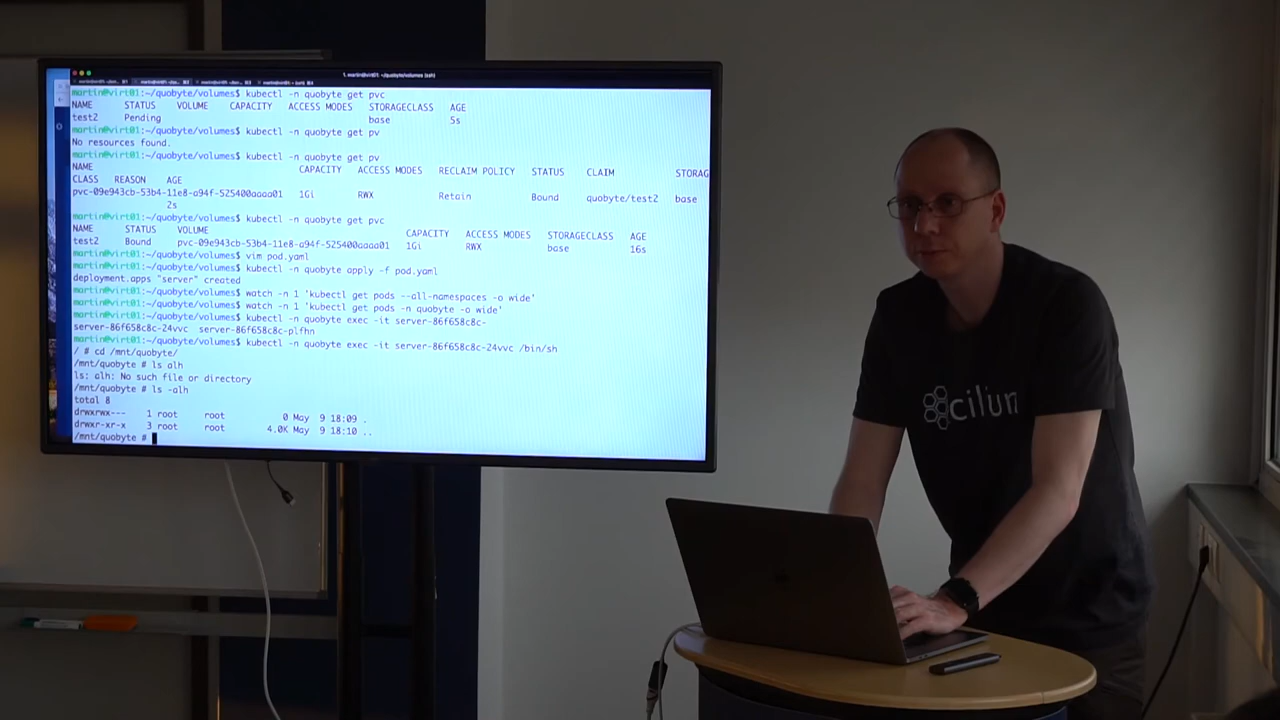 1. martin@virt01: ~/quobyte/volumes (ssh)
martin@virt01:~/quobyte/volumes$ kubectl -n quobyte get pvc
NAME STATUS VOLUME CAPACITY ACCESS MODES STORAGECLASS AGE
test2 Pending base 5s
martin@virt01:~/quobyte/volumes$ kubectl -n quobyte get pv
No resources found.
martin@virt01:~/quobyte/volumes$ kubectl -n quobyte get pv
NAME CAPACITY ACCESS MODES RECLAIM POLICY STATUS CLAIM STORAG
CLASS REASON AGE
pvc-09e943cb-53b4-11e8-a94f-525400aaaa01 1Gi RWX Retain Bound quobyte/test2 base
2s
martin@virt01:~/quobyte/volumes$ kubectl -n quobyte get pvc
NAME STATUS VOLUME CAPACITY ACCESS MODES STORAGECLASS AGE
test2 Bound pvc-09e943cb-53b4-11e8-a94f-525400aaaa01 1Gi RWX base 16s
martin@virt01:~/quobyte/volumes$ vim pod.yaml
martin@virt01:~/quobyte/volumes$ kubectl -n quobyte apply -f pod.yaml
deployment.apps "server" created
martin@virt01:~/quobyte/volumes$ watch -n 1 'kubectl get pods --all-namespaces -o wide'
martin@virt01:~/quobyte/volumes$ watch -n 1 'kubectl get pods -n quobyte -o wide'
martin@virt01:~/quobyte/volumes$ kubectl -n quobyte exec -it server-86f658c8c-
server-86f658c8c-24vvc server-86f658c8c-plfhn
martin@virt01:~/quobyte/volumes$ kubectl -n quobyte exec -it server-86f658c8c-24vvc /bin/sh
/ # cd /mnt/quobyte/
/mnt/quobyte # ls alh
ls: alh: No such file or directory
/mnt/quobyte # ls -alh
total 8
drwxrwx--- 1 root root 0 May 9 18:09 .
drwxr-xr-x 3 root root 4.0K May 9 18:10 ..
/mnt/quobyte #
cilium